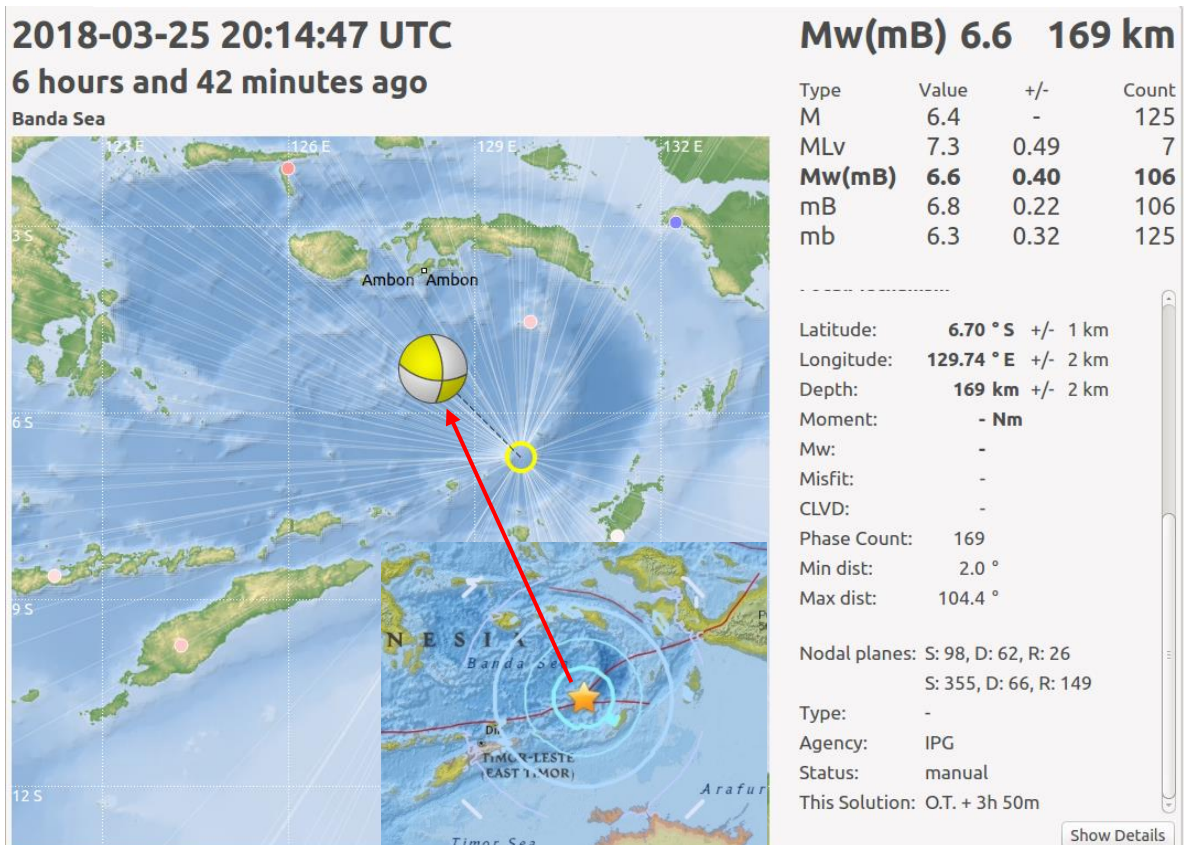 2018-03-25 20:14:47 UTC
6 hours and 42 minutes ago
Banda Sea
Mw(mB) 6.6 169 km
Type Value +/- Count
M 6.4 - 125
MLv 7.3 0.49 7
Mw(mB) 6.6 0.40 106
mB 6.8 0.22 106
mb 6.3 0.32 125
Latitude: 6.70 ° S +/- 1 km
Longitude: 129.74 ° E +/- 2 km
Depth: 169 km +/- 2 km
Moment: - Nm
Mw: -
Misfit: -
CLVD: -
Phase Count: 169
Min dist: 2.0 °
Max dist: 104.4 °
Nodal planes: S: 98, D: 62, R: 26
S: 355, D: 66, R: 149
Type: -
Agency: IPG
Status: manual
This Solution: O.T. + 3h 50m
Show Details
123 E 126 E 129 E 132 E
3 S
Ambon Ambon
6 S
9 S
12 S
N E S I A
Banda Sea
TIMOR-LESTE
(EAST TIMOR)
Arafur
Timor Sea